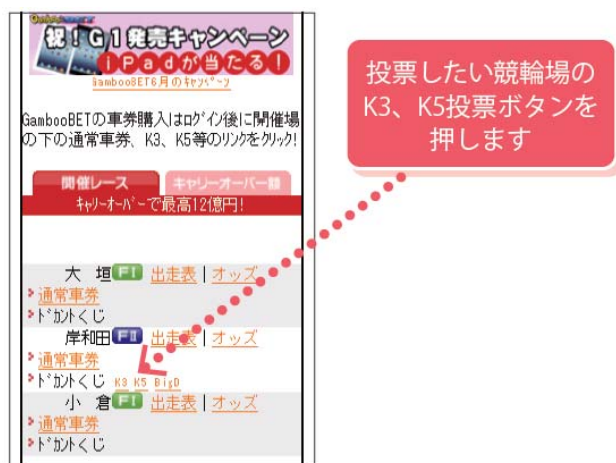 祝!G1発売キャンペーン
iPadが当たる!
GambooBET6月のキャンペーン
GambooBETの車券購入はログイン後に開催場
の下の通常車券、K3、K5等のリンクをクリック!
開催レース
キャリーオーバー額
キャリーオーバーで最高12億円!
大 垣 FI 出走表 | オッズ
通常車券
ドカントくじ
岸和田 FII 出走表 | オッズ
通常車券
ドカントくじ K3 K5 BigD
小 倉 FI 出走表 | オッズ
通常車券
ドカントくじ
投票したい競輪場の
K3、K5投票ボタンを
押します